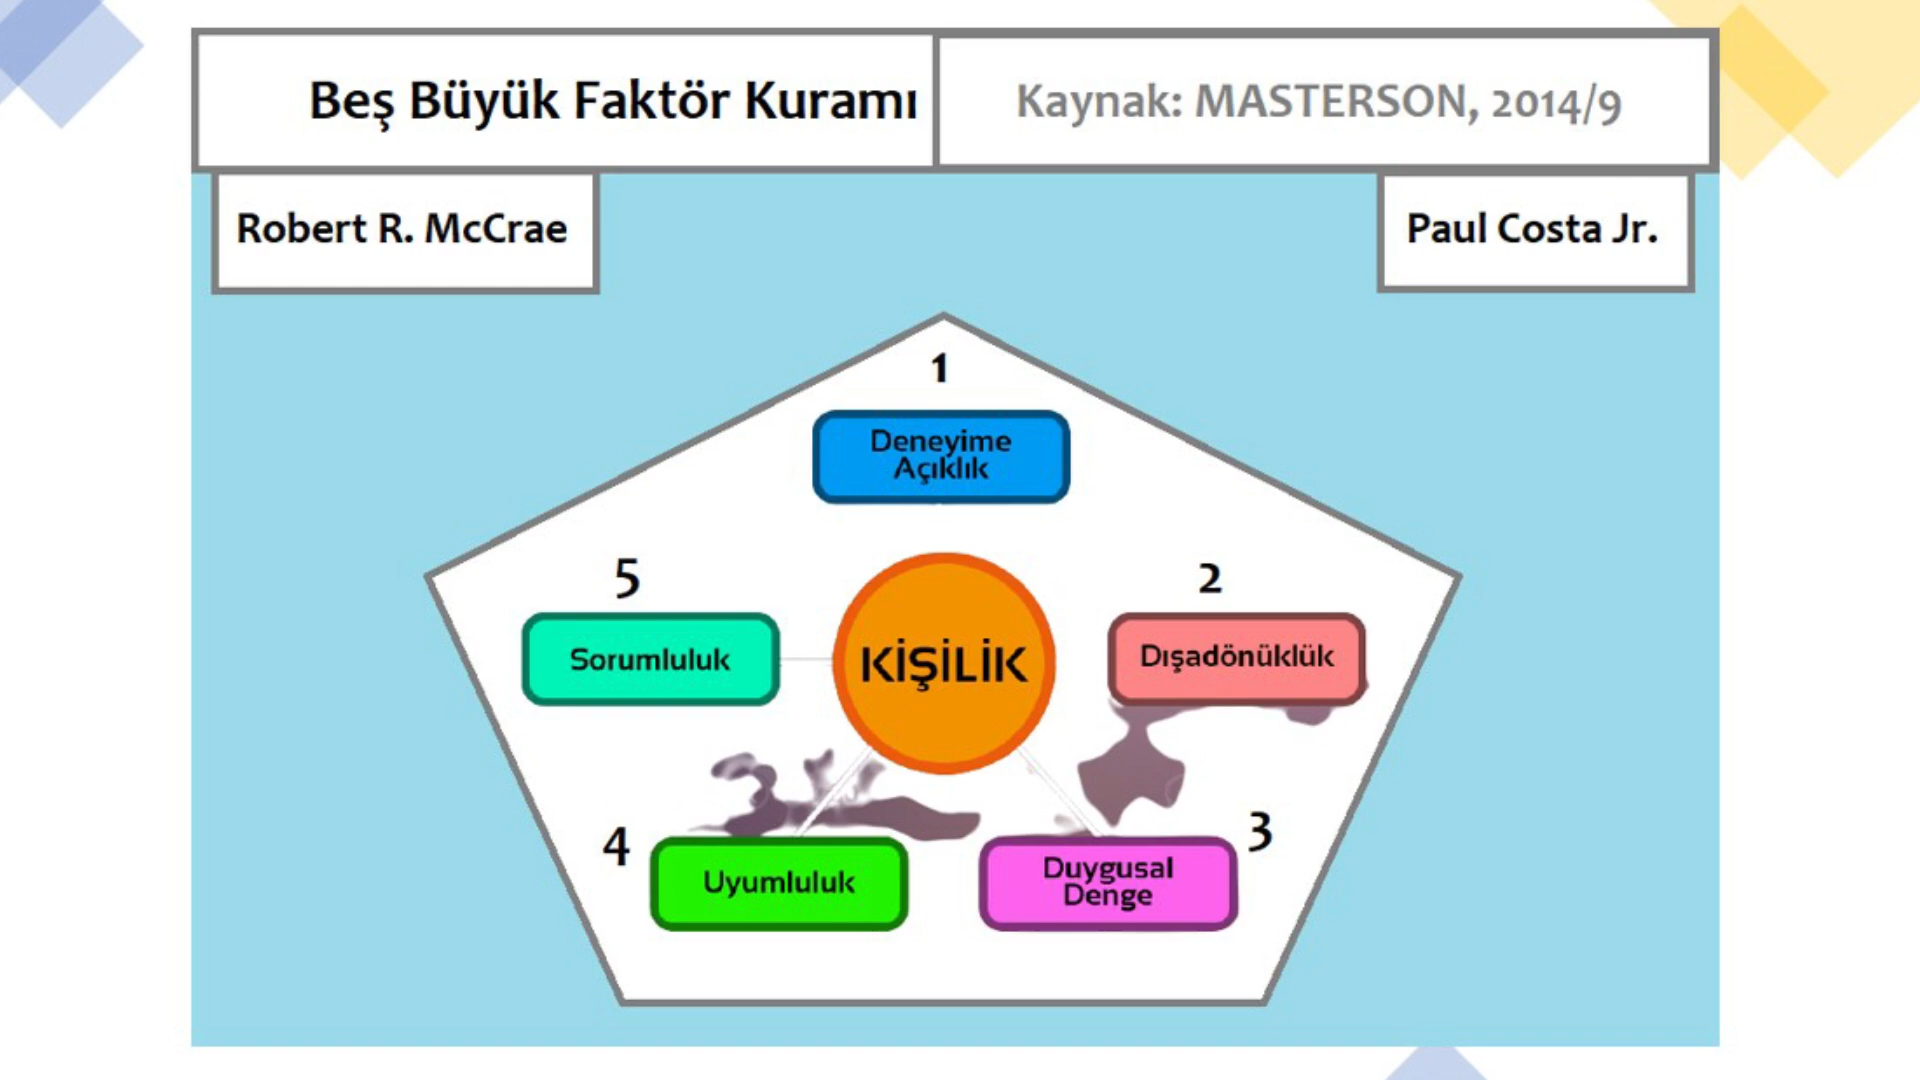 Beş Büyük Faktör Kuramı
Kaynak: MASTERSON, 2014/9
Robert R. McCrae
Paul Costa Jr.
1
Deneyime
Açıklık
5
2
Sorumluluk
KİŞİLİK
Dışadönüklük
4
3
Uyumluluk
Duygusal
Denge